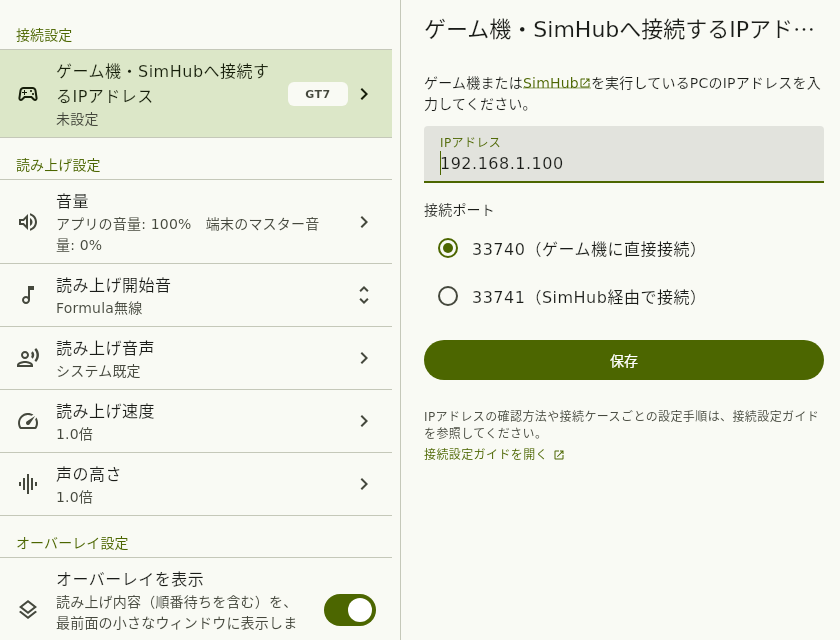 接続設定
ゲーム機・SimHubへ接続す
るIPアドレス
未設定
GT7
読み上げ設定
音量
アプリの音量: 100%　端末のマスター音
量: 0%
読み上げ開始音
Formula無線
読み上げ音声
システム既定
読み上げ速度
1.0倍
声の高さ
1.0倍
オーバーレイ設定
オーバーレイを表示
読み上げ内容（順番待ちを含む）を、
最前面の小さなウィンドウに表示しま
ゲーム機・SimHubへ接続するIPアド…
ゲーム機またはSimHubを実行しているPCのIPアドレスを入
力してください。
IPアドレス
192.168.1.100
接続ポート
33740（ゲーム機に直接接続）
33741（SimHub経由で接続）
保存
IPアドレスの確認方法や接続ケースごとの設定手順は、接続設定ガイド
を参照してください。
接続設定ガイドを開く